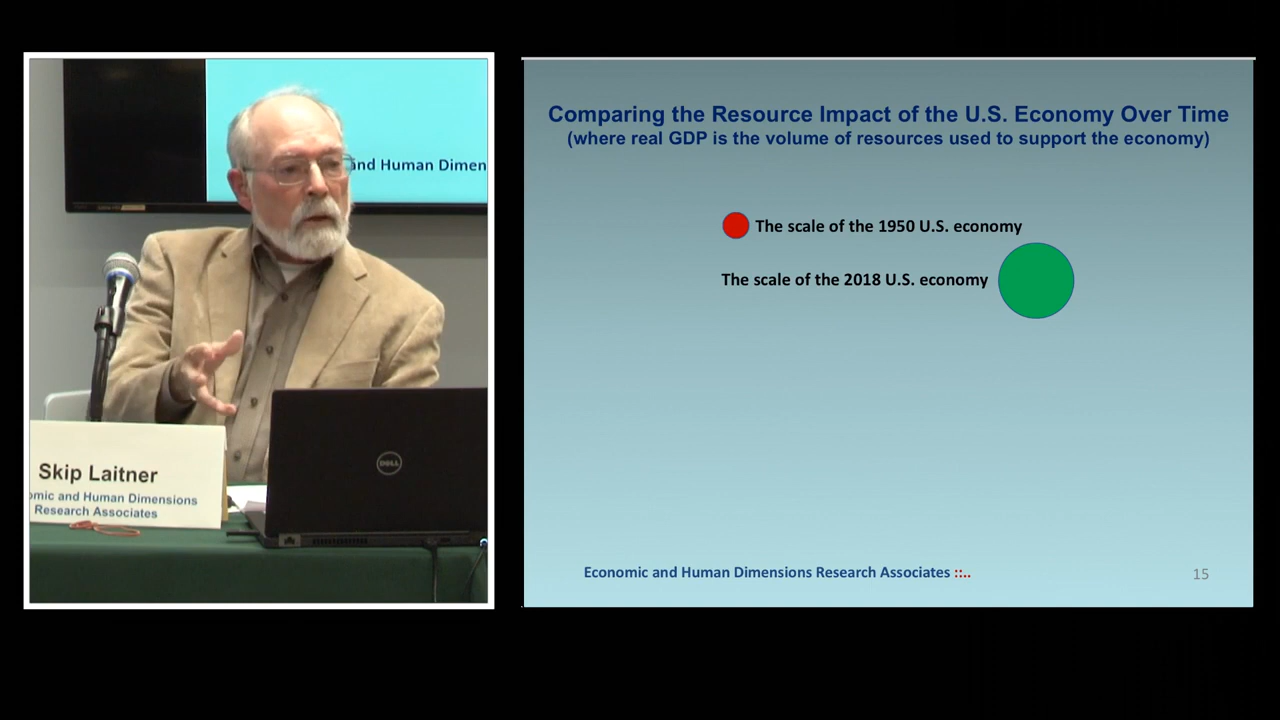 and Human Dimen
Skip Laitner
omic and Human Dimensions
Research Associates
DELL
Comparing the Resource Impact of the U.S. Economy Over Time
(where real GDP is the volume of resources used to support the economy)
The scale of the 1950 U.S. economy
The scale of the 2018 U.S. economy
Economic and Human Dimensions Research Associates ::..
15